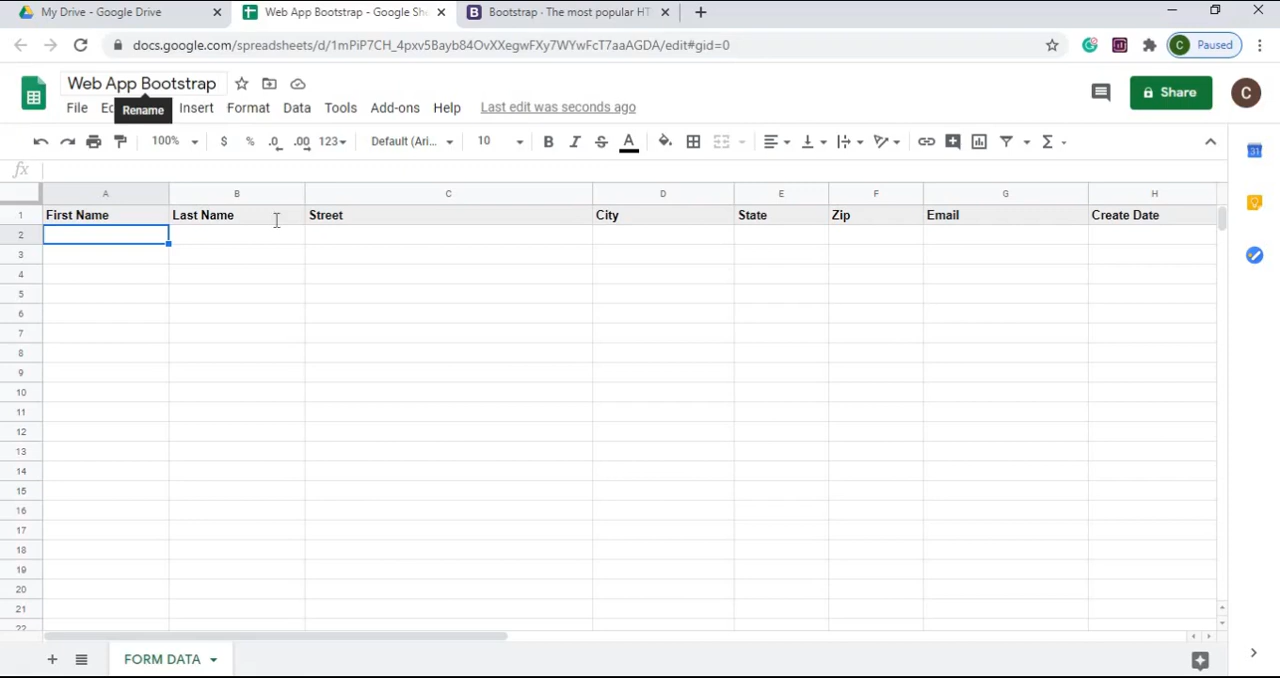 My Drive - Google Drive
Web App Bootstrap - Google She
Bootstrap · The most popular HT
docs.google.com/spreadsheets/d/1mPiP7CH_4pxv5Bayb84OvXXegwFXy7WYwFcT7aaAGDA/edit#gid=0
C Paused
Web App Bootstrap
File Ed Insert Format Data Tools Add-ons Help Last edit was seconds ago
Rename
Share
C
100% $ % .0 .00 123 Default (Ari... 10 B I S A
31
fx
A B C D E F G H
1 First Name Last Name Street City State Zip Email Create Date
2
3
4
5
6
7
8
9
10
11
12
13
14
15
16
17
18
19
20
21
22
FORM DATA